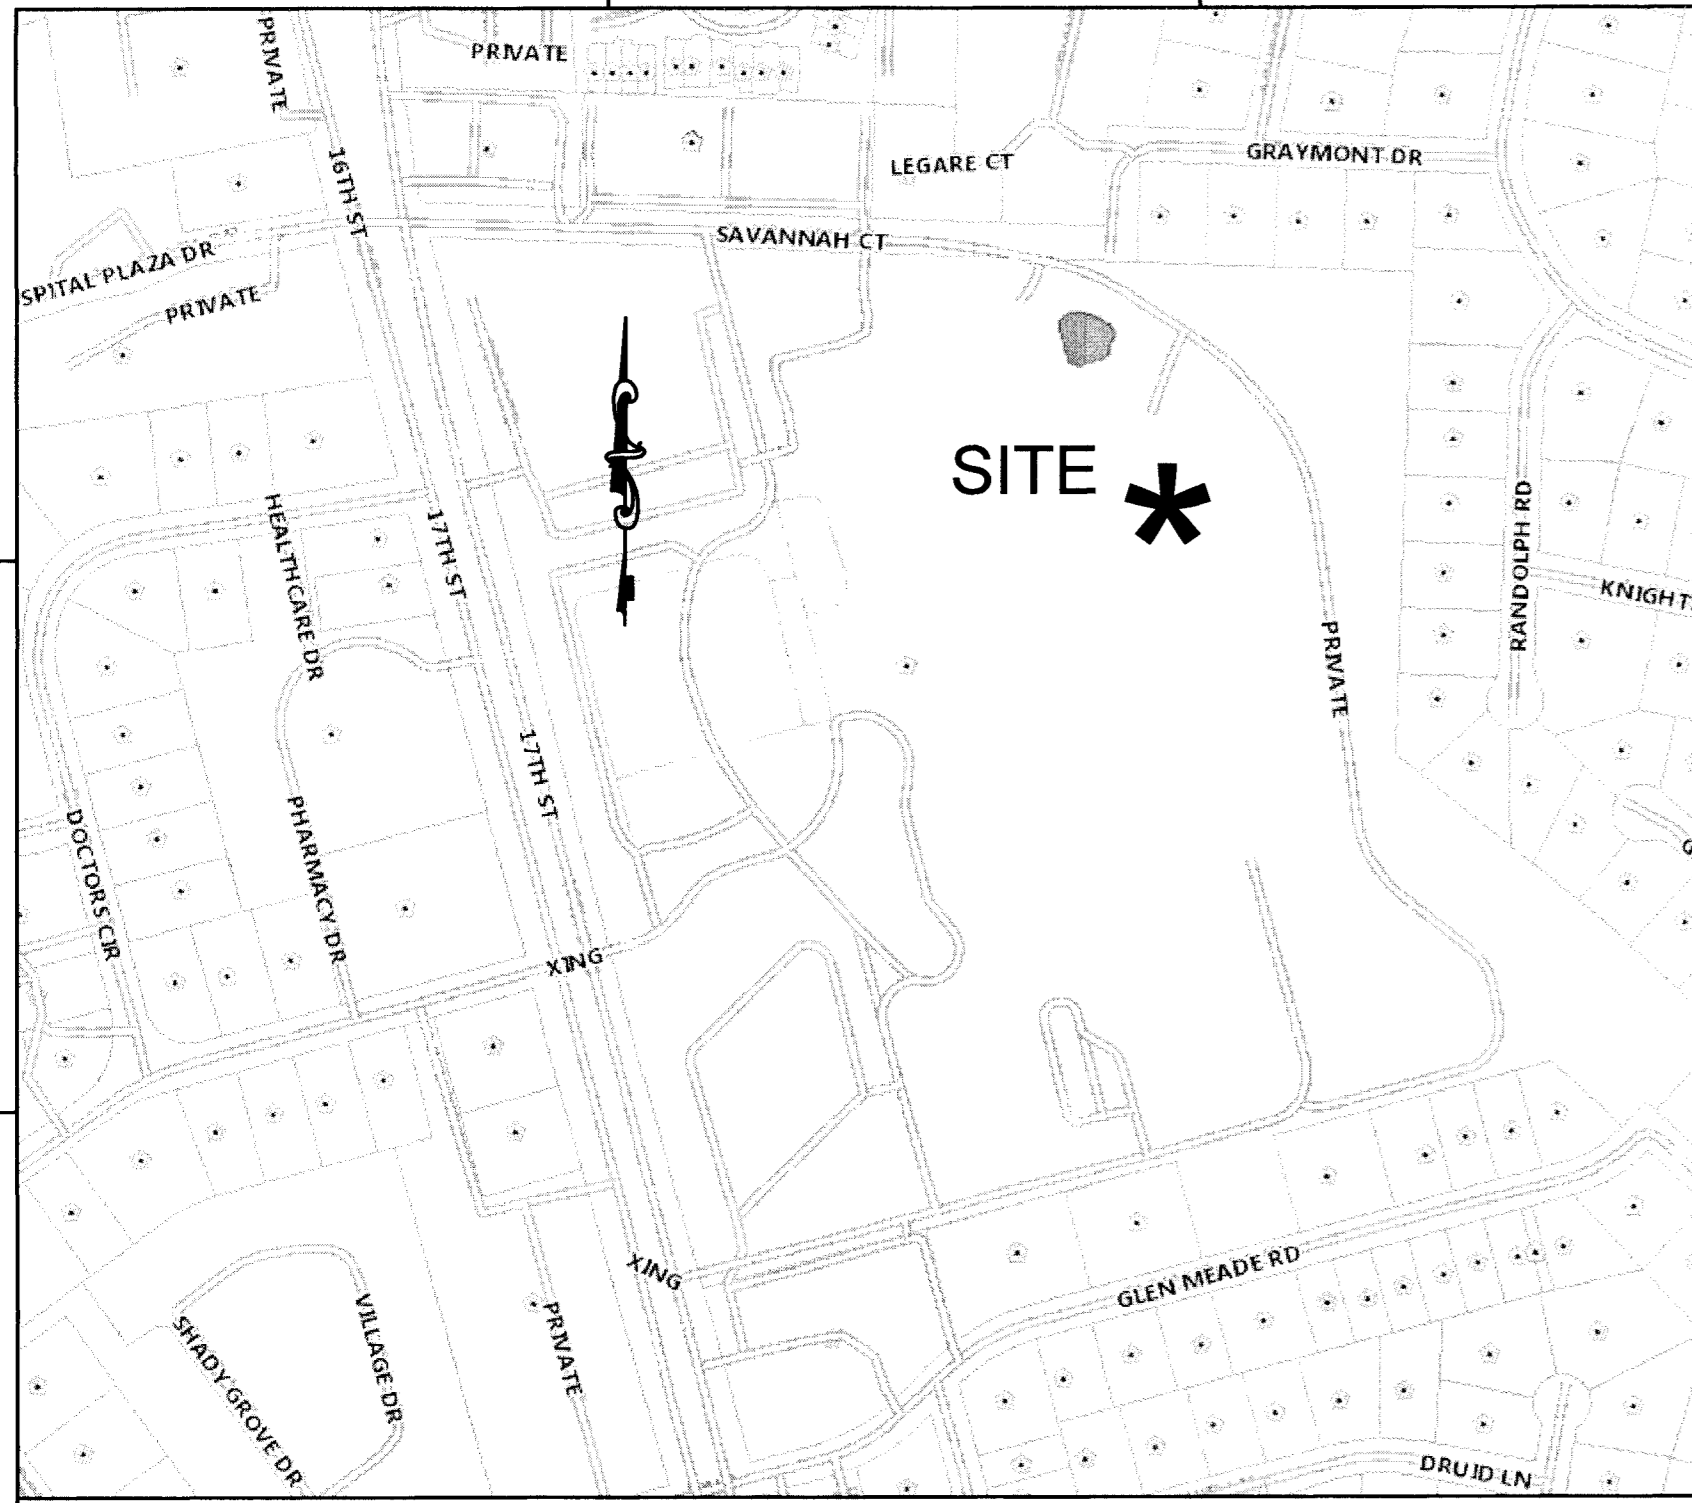 PRIVATE
PRIVATE
16TH ST
LEGARE CT
GRAYMONT DR
SAVANNAH CT
SPITAL PLAZA DR
PRIVATE
SITE *
HEALTHCARE DR
17TH ST
RANDOLPH RD
KNIGHT
PRIVATE
17TH ST
PHARMACY DR
DOCTORS CIR
XING
XING
GLEN MEADE RD
PRIVATE
VILLAGE DR
SHADY GROVE DR
DRUID LN